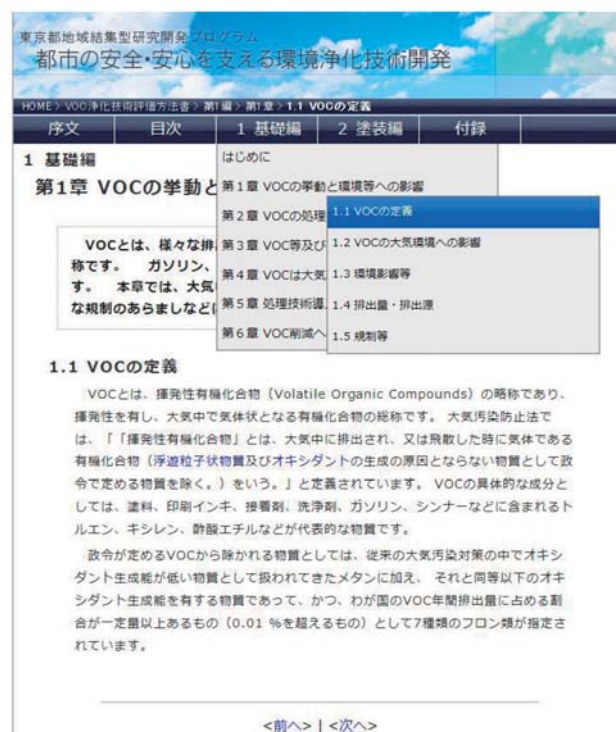 東京都地域結集型研究開発プログラム
都市の安全・安心を支える環境浄化技術開発
HOME > VOC浄化技術評価方法書 > 第1編 > 第1章 > 1.1 VOCの定義
序文 目次 1 基礎編 2 塗装編 付録
1 基礎編
第1章 VOCの挙動と
はじめに
第1章 VOCの挙動と環境等への影響
第2章 VOCの処理
第3章 VOC等及び
第4章 VOCは大気
第5章 処理技術導
第6章 VOC削減へ
1.1 VOCの定義
1.2 VOCの大気環境への影響
1.3 環境影響等
1.4 排出量・排出源
1.5 規制等
VOCとは、様々な排
称です。 ガソリン、
す。 本章では、大気
な規制のあらましなどに
1.1 VOCの定義
VOCとは、揮発性有機化合物（Volatile Organic Compounds）の略称であり、
揮発性を有し、大気中で気体状となる有機化合物の総称です。 大気汚染防止法で
は、「「揮発性有機化合物」とは、大気中に排出され、又は飛散した時に気体である
有機化合物（浮遊粒子状物質及びオキシダントの生成の原因とならない物質として政
令で定める物質を除く。）をいう。」と定義されています。 VOCの具体的な成分と
しては、塗料、印刷インキ、接着剤、洗浄剤、ガソリン、シンナーなどに含まれるト
ルエン、キシレン、酢酸エチルなどが代表的な物質です。
政令が定めるVOCから除かれる物質としては、従来の大気汚染対策の中でオキシ
ダント生成能が低い物質として扱われてきたメタンに加え、 それと同等以下のオキ
シダント生成能を有する物質であって、かつ、わが国のVOC年間排出量に占める割
合が一定量以上あるもの（0.01 %を超えるもの）として7種類のフロン類が指定さ
れています。
<前へ> | <次へ>